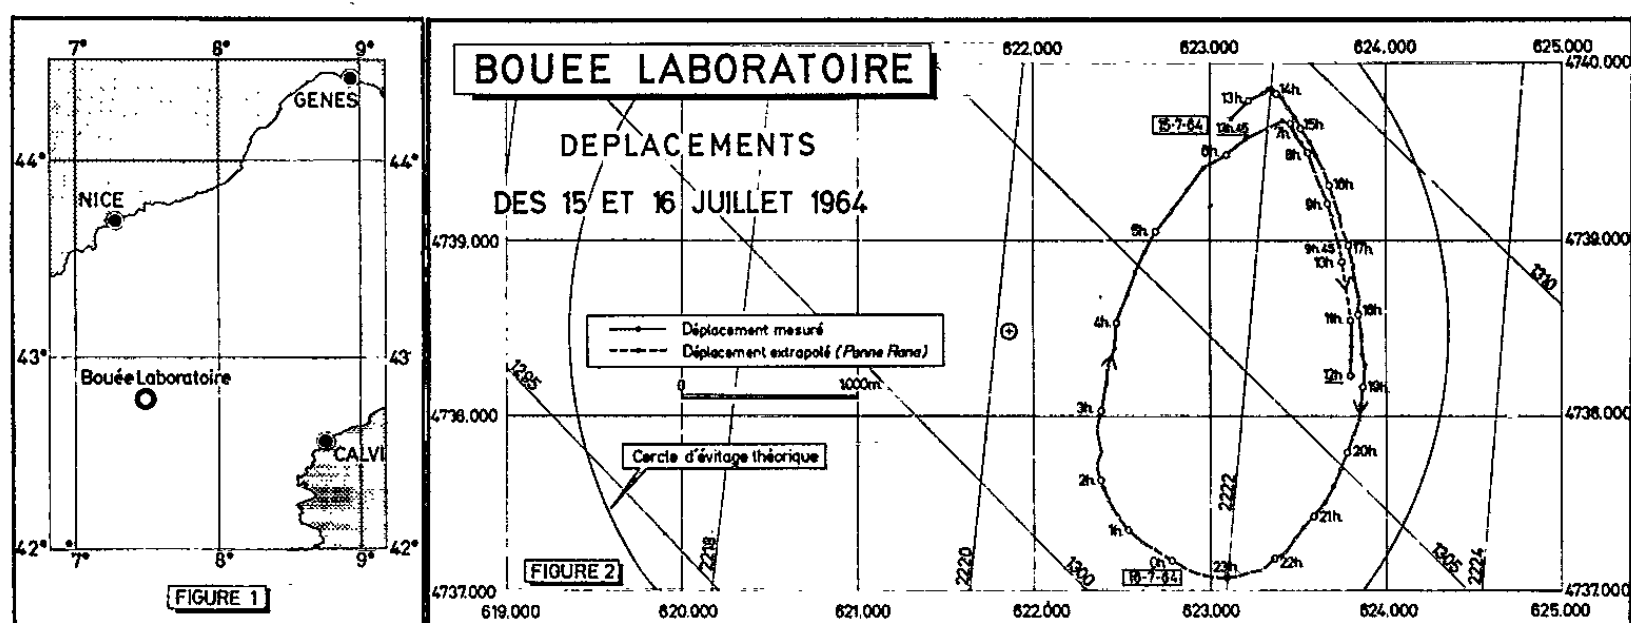 7°
8°
9°
GENES
44°
44°
NICE
43°
43°
Bouée Laboratoire
CALVI
42°
42°
7°
8°
9°
FIGURE 1
BOUEE LABORATOIRE
DEPLACEMENTS
DES 15 ET 16 JUILLET 1964
622.000
623.000
624.000
625.000
4740.000
4739.000
4739.000
4738.000
4738.000
4737.000
4737.000
13h.
14h.
15-7-64
15h.
7h.
6h.
8h.
16h.
9h.
5h.
17h.
9h.45
10h.
4h.
11h.
18h.
12h.
19h.
3h.
20h.
2h.
21h.
1h.
0h.
22h.
23h.
16-7-64
1310
Déplacement mesuré
Déplacement extrapolé (Panne Rana)
0
1000m.
1295
Cercle d'évitage théorique
2218
2220
2222
2224
1300
1305
FIGURE 2
619.000
620.000
621.000
622.000
623.000
624.000
625.000